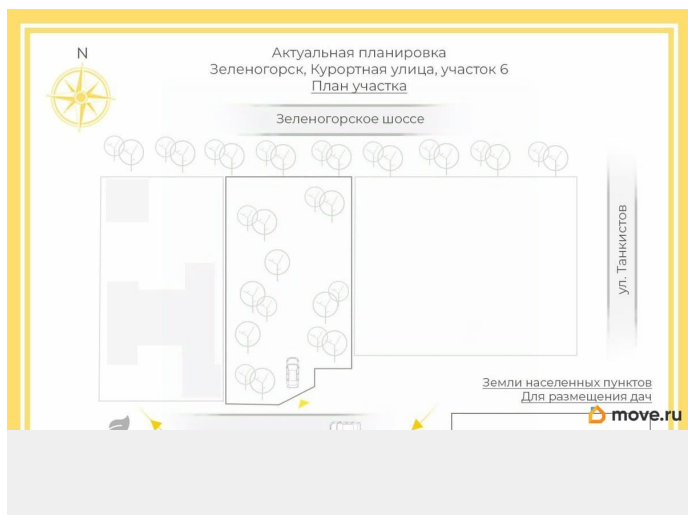 N
Актуальная планировка
Зеленогорск, Курортная улица, участок 6
План участка
Зеленогорское шоссе
ул. Танкистов
Земли населенных пунктов
Для размещения дач
move.ru